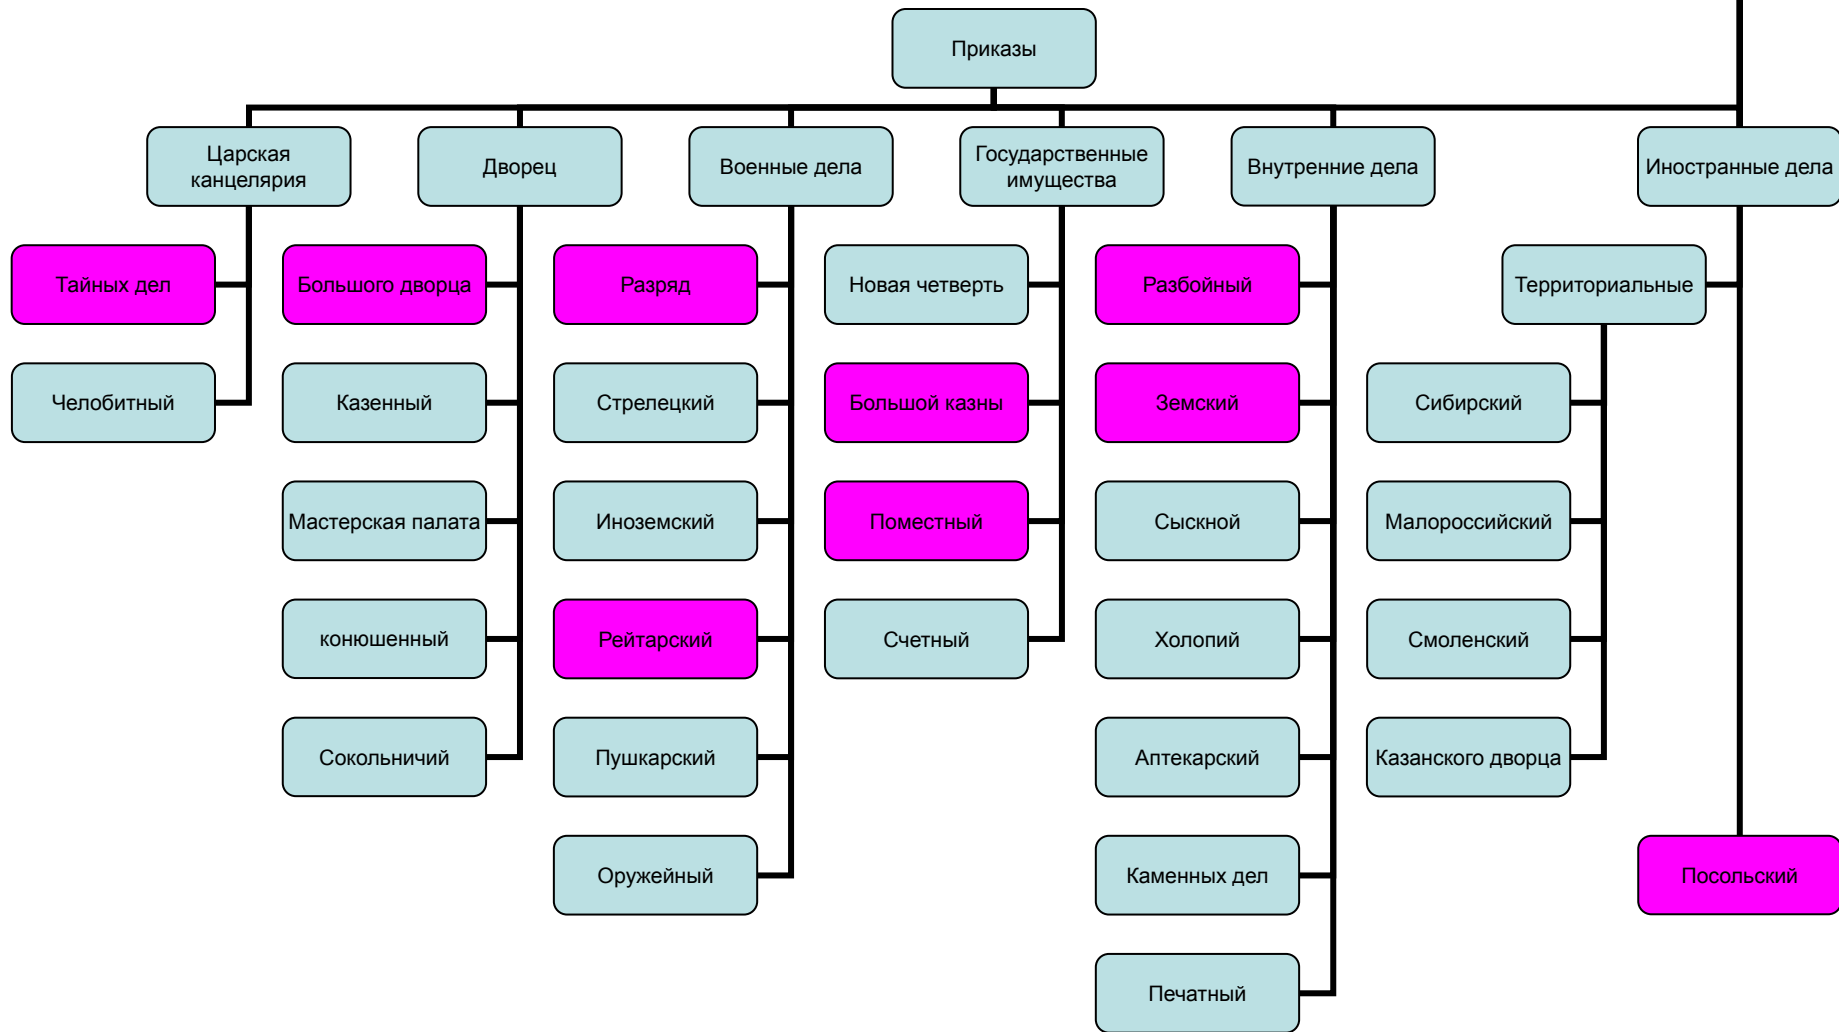 Приказы
Царская
канцелярия
Дворец
Военные дела
Государственные
имущества
Внутренние дела
Иностранные дела
Тайных дел
Большого дворца
Разряд
Новая четверть
Разбойный
Территориальные
Челобитный
Казенный
Стрелецкий
Большой казны
Земский
Сибирский
Мастерская палата
Иноземский
Поместный
Сыскной
Малороссийский
конюшенный
Рейтарский
Счетный
Холопий
Смоленский
Сокольничий
Пушкарский
Аптекарский
Казанского дворца
Оружейный
Каменных дел
Посольский
Печатный